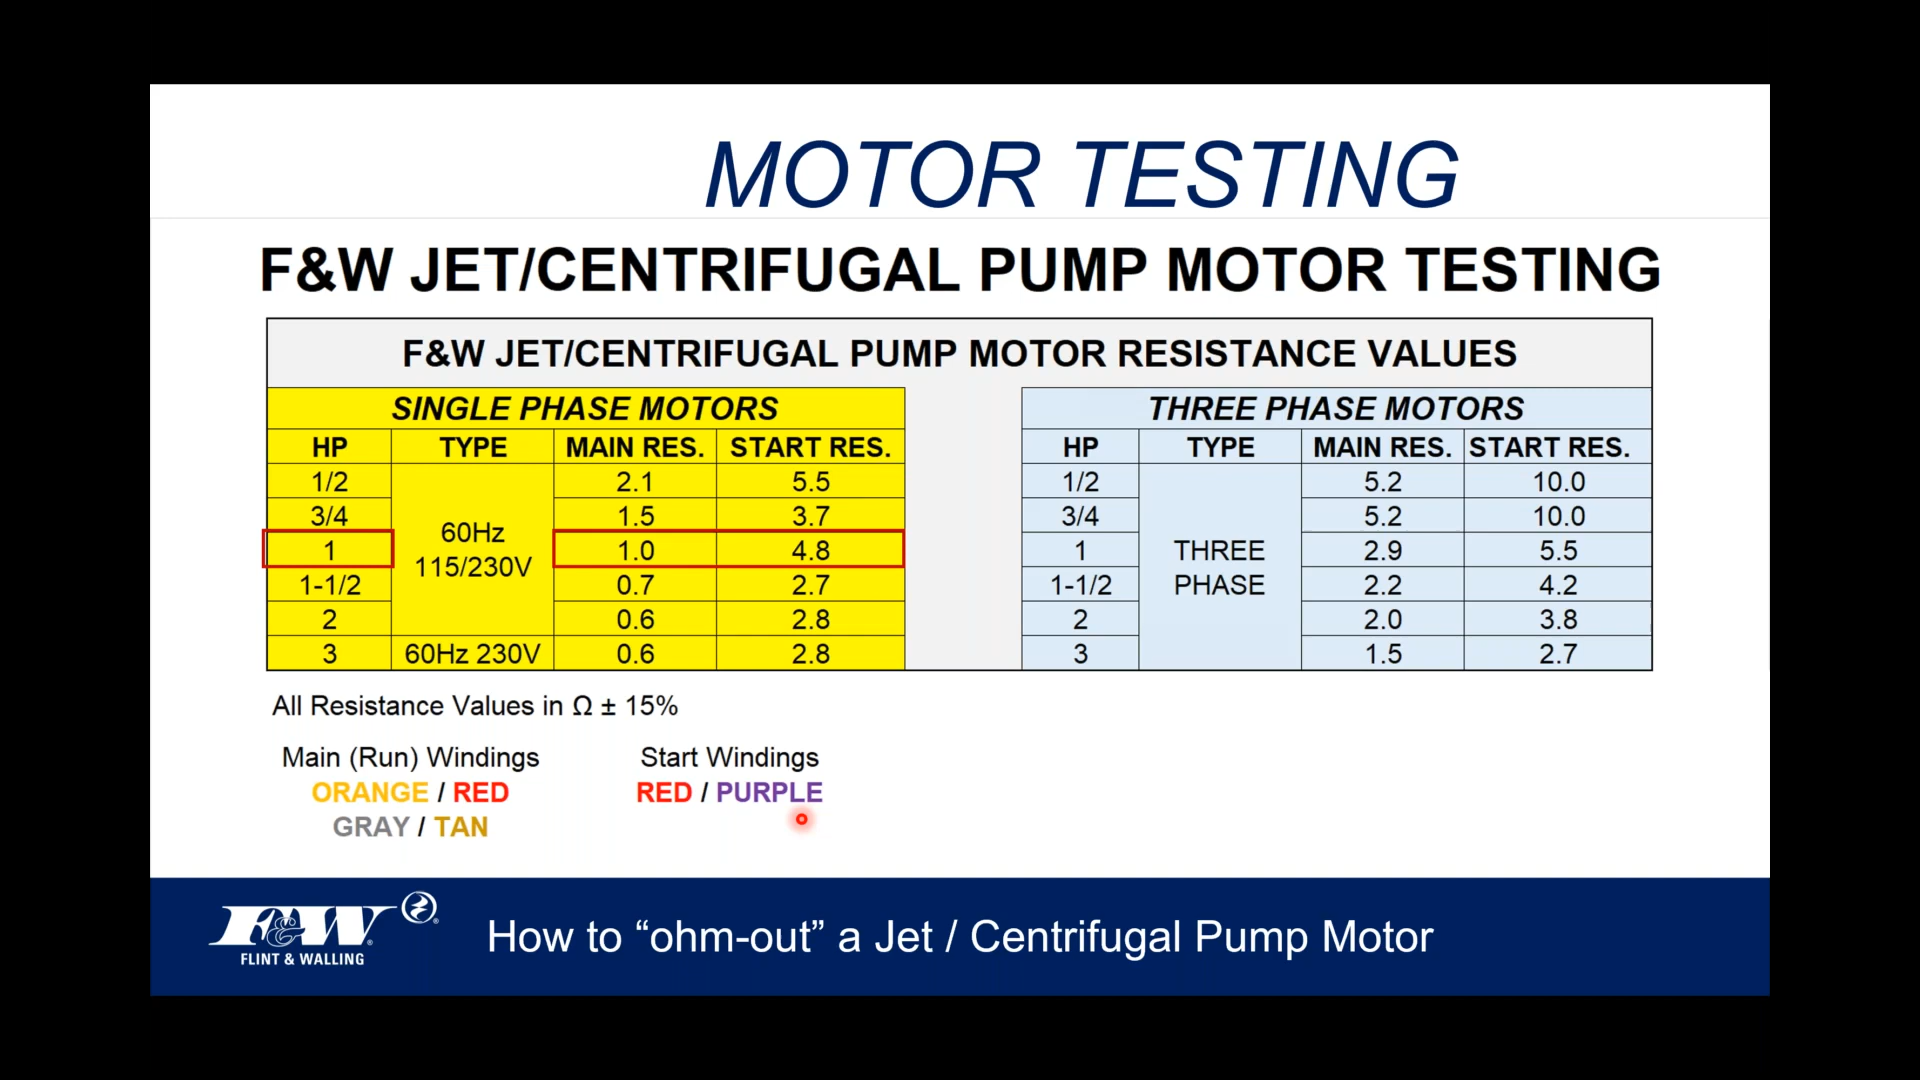 MOTOR TESTING
F&W JET/CENTRIFUGAL PUMP MOTOR TESTING
F&W JET/CENTRIFUGAL PUMP MOTOR RESISTANCE VALUES
SINGLE PHASE MOTORS
HP TYPE MAIN RES. START RES.
1/2 2.1 5.5
3/4 1.5 3.7
60Hz
1 1.0 4.8
115/230V
1-1/2 0.7 2.7
2 0.6 2.8
3 60Hz 230V 0.6 2.8
THREE PHASE MOTORS
HP TYPE MAIN RES. START RES.
1/2 5.2 10.0
3/4 5.2 10.0
1 THREE 2.9 5.5
1-1/2 PHASE 2.2 4.2
2 2.0 3.8
3 1.5 2.7
All Resistance Values in Ω ± 15%
Main (Run) Windings
ORANGE / RED
GRAY / TAN
Start Windings
RED / PURPLE
F&W
FLINT & WALLING
How to “ohm-out” a Jet / Centrifugal Pump Motor